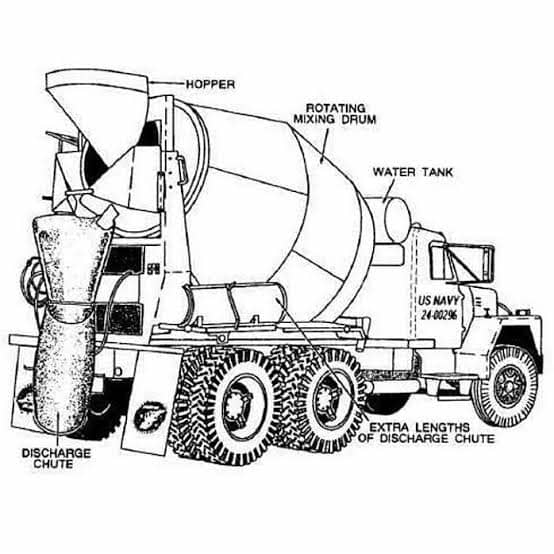 HOPPER
ROTATING
MIXING DRUM
WATER TANK
US NAVY
24-00296
EXTRA LENGTHS
OF DISCHARGE CHUTE
DISCHARGE
CHUTE